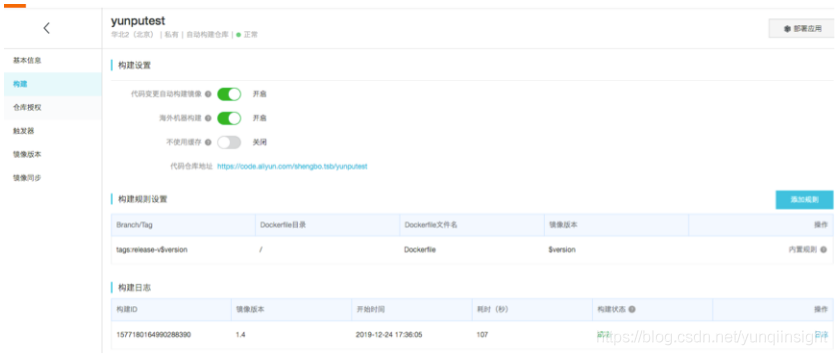 yunputest
华北2（北京） | 私有 | 自动构建仓库 | 正常
部署应用
基本信息
构建
仓库授权
触发器
镜像版本
镜像同步
构建设置
代码变更自动构建镜像 开启
海外机器构建 开启
不使用缓存 关闭
代码仓库地址 https://code.aliyun.com/shengbo.tsb/yunputest
构建规则设置 添加规则
Branch/Tag Dockerfile目录 Dockerfile文件名 镜像版本 操作
tags:release-v$version / Dockerfile $version 内置规则
构建日志
构建ID 镜像版本 开始时间 耗时（秒） 构建状态 操作
1577180164990288390 1.4 2019-12-24 17:36:05 107
https://blog.csdn.net/yunqiinsight